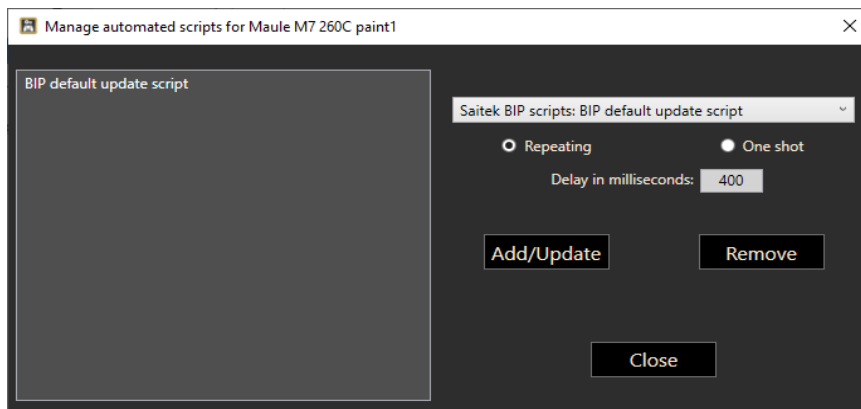 Manage automated scripts for Maule M7 260C paint1
BIP default update script
Saitek BIP scripts: BIP default update script
Repeating
One shot
Delay in milliseconds:
400
Add/Update
Remove
Close